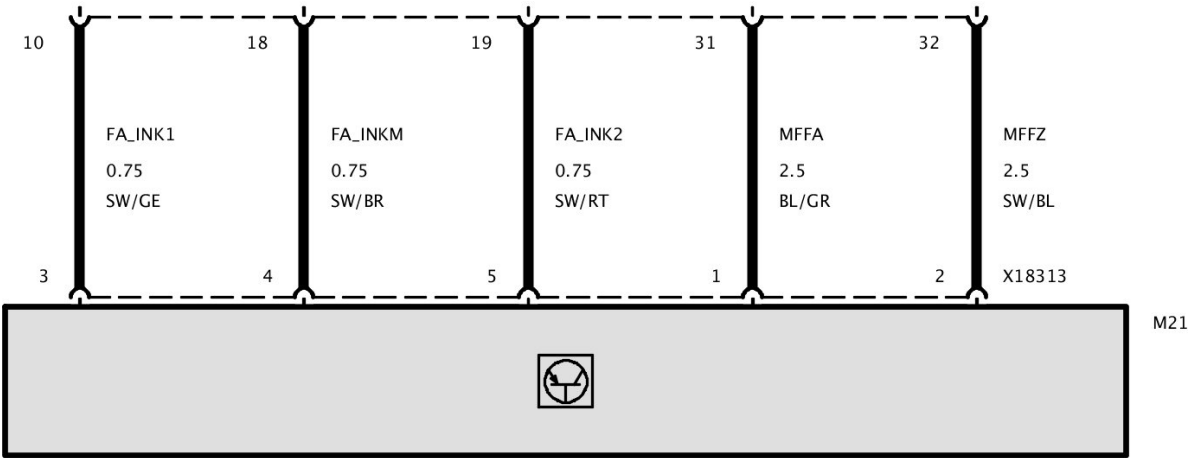 10 18 19 31 32
FA_INK1 FA_INKM FA_INK2 MFFA MFFZ
0.75 0.75 0.75 2.5 2.5
SW/GE SW/BR SW/RT BL/GR SW/BL
3 4 5 1 2 X18313
M21